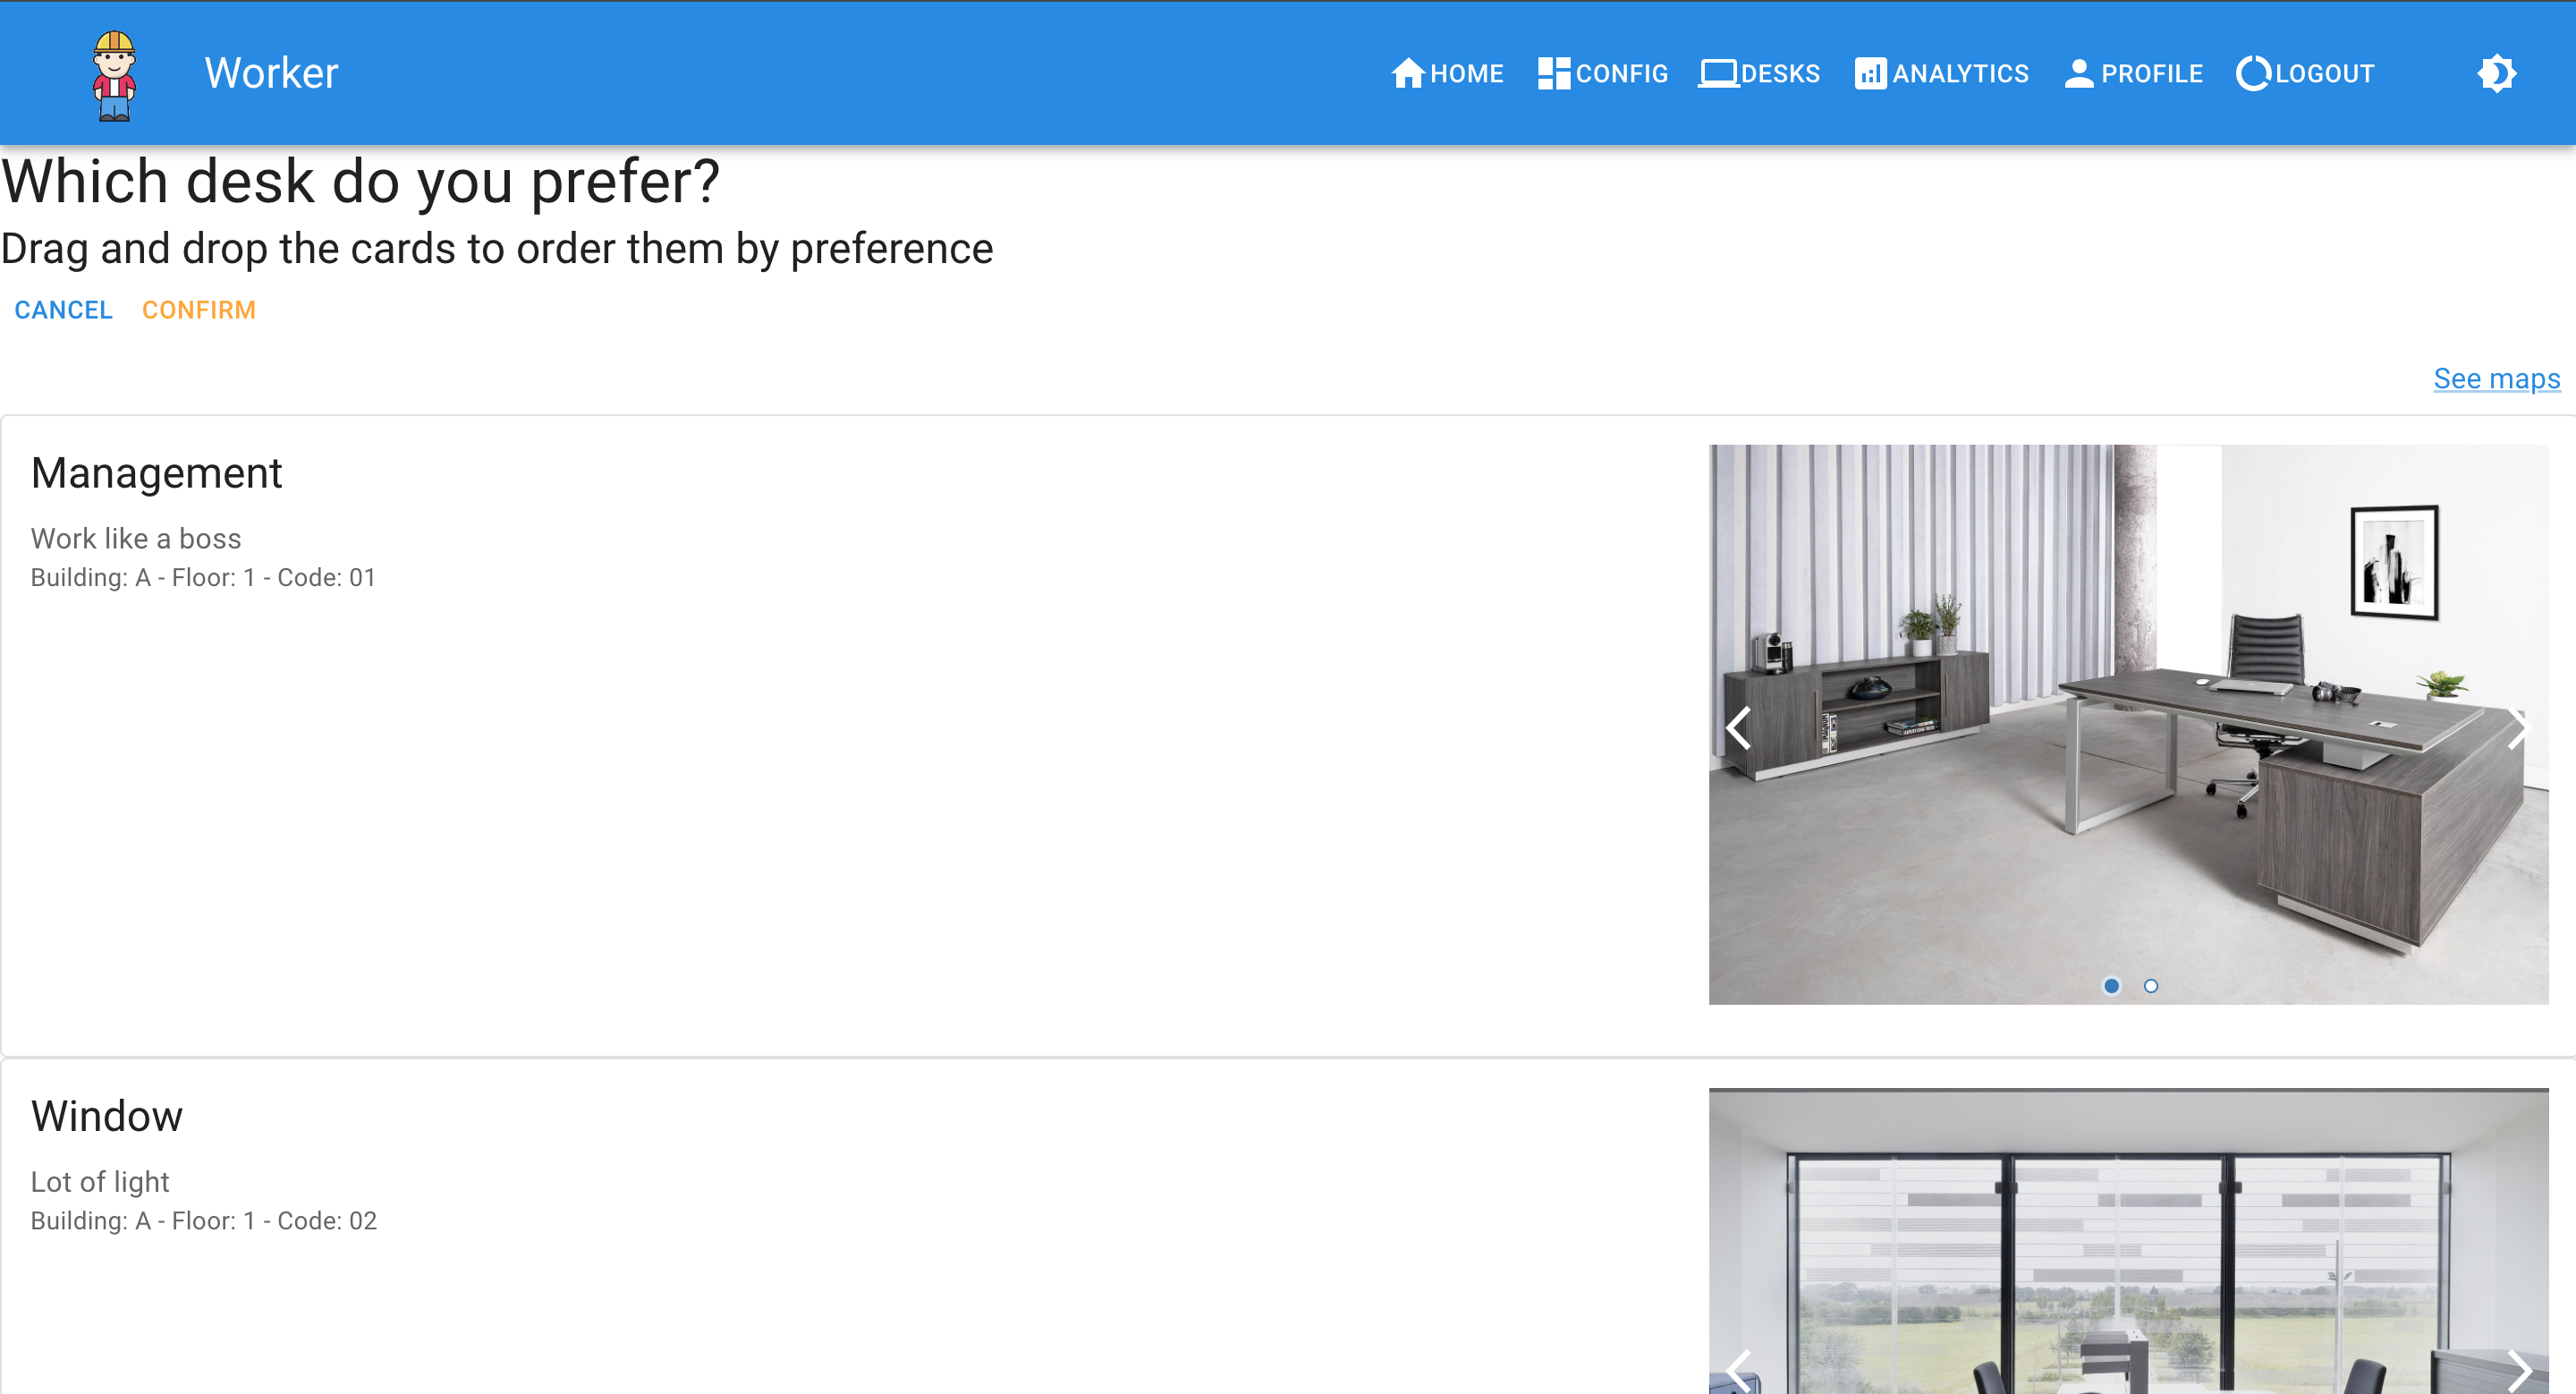 Worker
HOME CONFIG DESKS ANALYTICS PROFILE LOGOUT
Which desk do you prefer?
Drag and drop the cards to order them by preference
CANCEL CONFIRM
See maps
Management
Work like a boss
Building: A - Floor: 1 - Code: 01
Window
Lot of light
Building: A - Floor: 1 - Code: 02